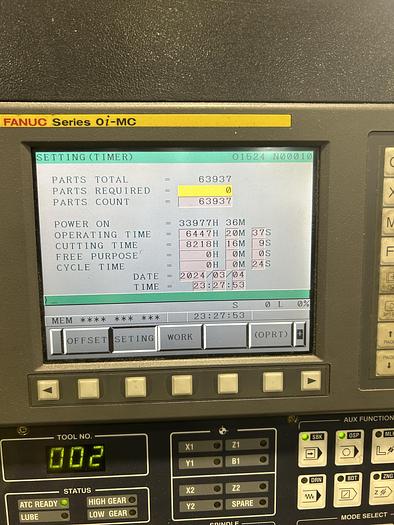 FANUC Series 0i-MC
SETTING(TIMER) O1524 N00010
PARTS TOTAL = 63937
PARTS REQUIRED = 0
PARTS COUNT = 63937
POWER ON = 33977H 36M
OPERATING TIME = 6447H 20M 37S
CUTTING TIME = 8218H 16M 9S
FREE PURPOSE = 0H 0M 0S
CYCLE TIME = 0H 0M 24S
DATE = 2024/03/04
TIME = 23:27:53
S 0 L 0%
MEM **** *** *** 23:27:53
OFFSET SETING WORK (OPRT)
AUX FUNCTION
TOOL NO.
002
SBK OSP
X1 Z1
Y1 B1
STATUS
ATC READY HIGH GEAR
LUBE LOW GEAR
X2 Z2
Y2 SPARE
DRN BDT ZNG
SPINDLE
MODE SELECT